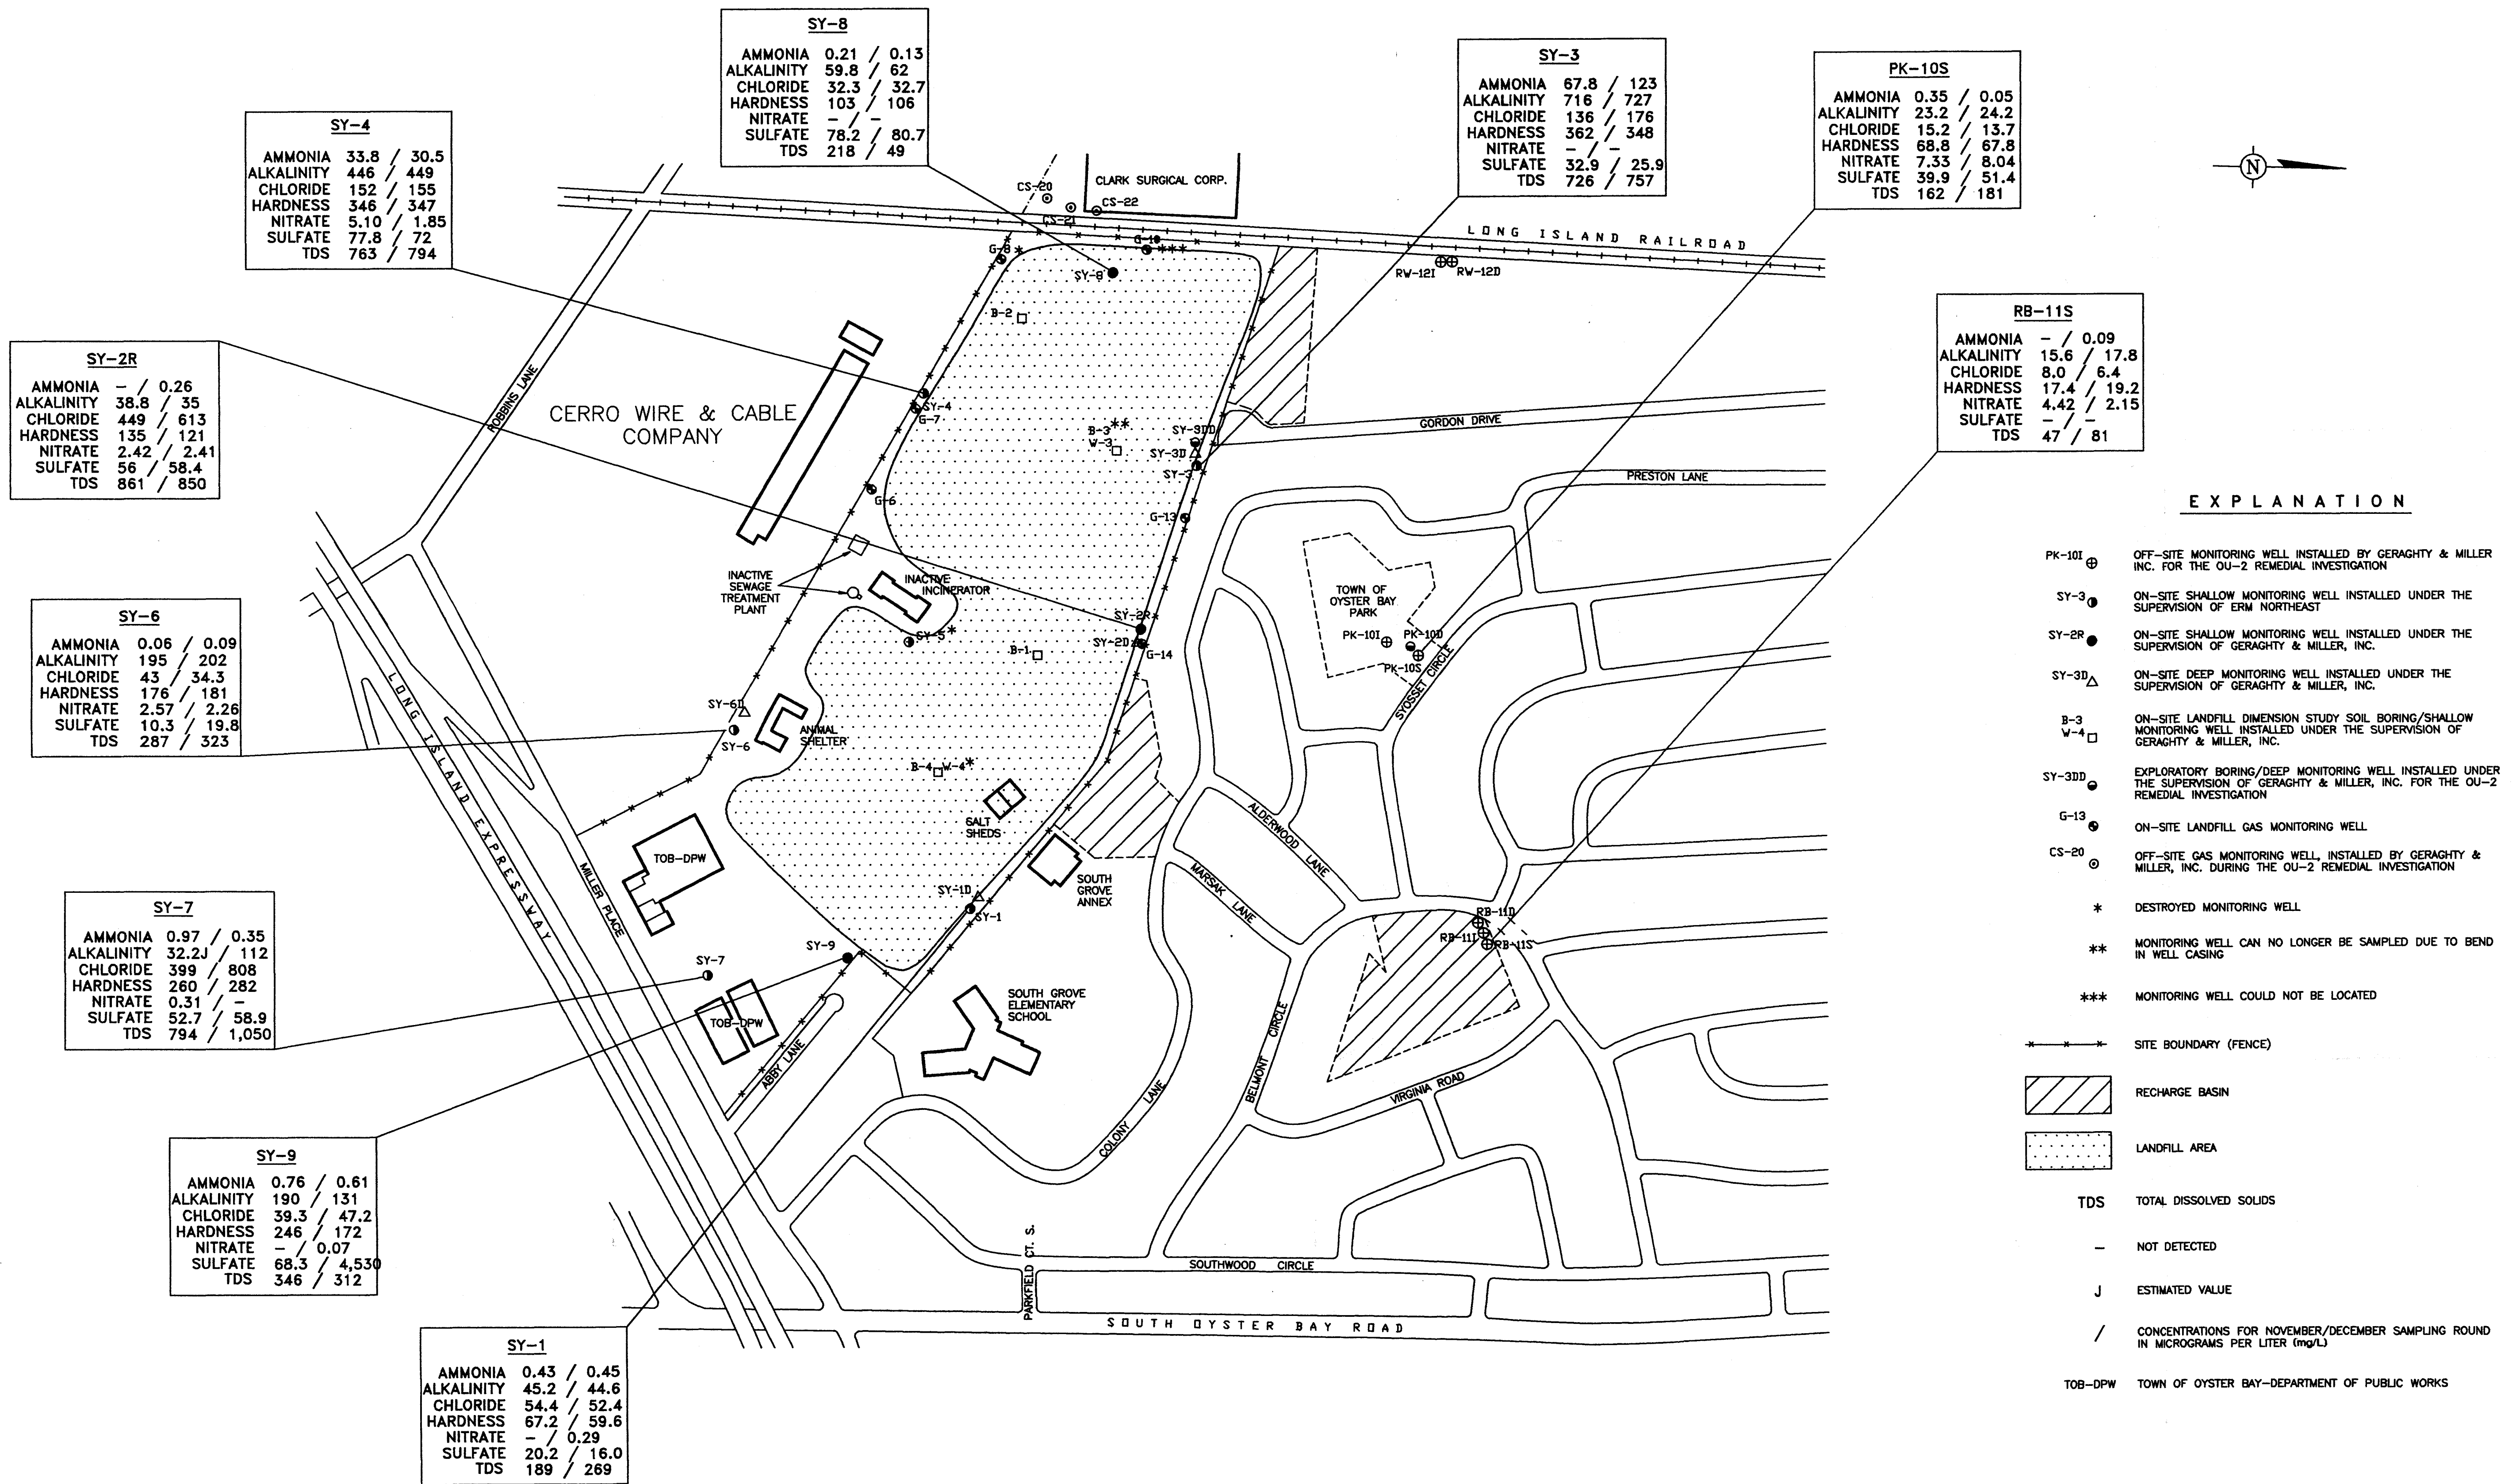 SY-8
AMMONIA 0.21 / 0.13
ALKALINITY 59.8 / 62
CHLORIDE 32.3 / 32.7
HARDNESS 103 / 106
NITRATE - / -
SULFATE 78.2 / 80.7
TDS 218 / 49
SY-3
AMMONIA 67.8 / 123
ALKALINITY 716 / 727
CHLORIDE 136 / 176
HARDNESS 362 / 348
NITRATE - / -
SULFATE 32.9 / 25.9
TDS 726 / 757
PK-10S
AMMONIA 0.35 / 0.05
ALKALINITY 23.2 / 24.2
CHLORIDE 15.2 / 13.7
HARDNESS 68.8 / 67.8
NITRATE 7.33 / 8.04
SULFATE 39.9 / 51.4
TDS 162 / 181
SY-4
AMMONIA 33.8 / 30.5
ALKALINITY 446 / 449
CHLORIDE 152 / 155
HARDNESS 346 / 347
NITRATE 5.10 / 1.85
SULFATE 77.8 / 72
TDS 763 / 794
RB-11S
AMMONIA - / 0.09
ALKALINITY 15.6 / 17.8
CHLORIDE 8.0 / 6.4
HARDNESS 17.4 / 19.2
NITRATE 4.42 / 2.15
SULFATE - / -
TDS 47 / 81
SY-2R
AMMONIA - / 0.26
ALKALINITY 38.8 / 35
CHLORIDE 449 / 613
HARDNESS 135 / 121
NITRATE 2.42 / 2.41
SULFATE 56 / 58.4
TDS 861 / 850
SY-6
AMMONIA 0.06 / 0.09
ALKALINITY 195 / 202
CHLORIDE 43 / 34.3
HARDNESS 176 / 181
NITRATE 2.57 / 2.26
SULFATE 10.3 / 19.8
TDS 287 / 323
SY-7
AMMONIA 0.97 / 0.35
ALKALINITY 32.2J / 112
CHLORIDE 399 / 808
HARDNESS 260 / 282
NITRATE 0.31 / -
SULFATE 52.7 / 58.9
TDS 794 / 1,050
SY-9
AMMONIA 0.76 / 0.61
ALKALINITY 190 / 131
CHLORIDE 39.3 / 47.2
HARDNESS 246 / 172
NITRATE - / 0.07
SULFATE 68.3 / 4,530
TDS 346 / 312
SY-1
AMMONIA 0.43 / 0.45
ALKALINITY 45.2 / 44.6
CHLORIDE 54.4 / 52.4
HARDNESS 67.2 / 59.6
NITRATE - / 0.29
SULFATE 20.2 / 16.0
TDS 189 / 269
N
CLARK SURGICAL CORP.
CS-20
CS-21
CS-22
LONG ISLAND RAILROAD
G-8 *
***
SY-8
RW-12I
RW-12D
B-2
ROBBINS LANE
CERRO WIRE & CABLE
COMPANY
SY-4
G-7
B-3**
W-3
SY-3DD
SY-3D
SY-3
GORDON DRIVE
PRESTON LANE
G-6
G-13
INACTIVE
SEWAGE
TREATMENT
PLANT
INACTIVE
INCINERATOR
TOWN OF
OYSTER BAY
PARK
SY-2R
SY-2D
G-14
SY-5 *
B-1
PK-10I
PK-10D
PK-10S
SYOSSET CIRCLE
SY-6D
SY-6
ANIMAL
SHELTER
B-4 W-4*
SALT
SHEDS
LONG ISLAND EXPRESSWAY
MILLER PLACE
TOB-DPW
ALDERWOOD LANE
MARSAK LANE
SOUTH
GROVE
ANNEX
SY-1D
SY-1
SY-9
SY-7
RB-11D
RB-11I
RB-11S
TOB-DPW
SOUTH GROVE
ELEMENTARY
SCHOOL
ABBY LANE
COLONY LANE
BELMONT CIRCLE
VIRGINIA ROAD
PARKFIELD CT. S.
SOUTHWOOD CIRCLE
SOUTH OYSTER BAY ROAD
EXPLANATION
PK-10I OFF-SITE MONITORING WELL INSTALLED BY GERAGHTY & MILLER
INC. FOR THE OU-2 REMEDIAL INVESTIGATION
SY-3 ON-SITE SHALLOW MONITORING WELL INSTALLED UNDER THE
SUPERVISION OF ERM NORTHEAST
SY-2R ON-SITE SHALLOW MONITORING WELL INSTALLED UNDER THE
SUPERVISION OF GERAGHTY & MILLER, INC.
SY-3D ON-SITE DEEP MONITORING WELL INSTALLED UNDER THE
SUPERVISION OF GERAGHTY & MILLER, INC.
B-3 ON-SITE LANDFILL DIMENSION STUDY SOIL BORING/SHALLOW
W-4 MONITORING WELL INSTALLED UNDER THE SUPERVISION OF
GERAGHTY & MILLER, INC.
SY-3DD EXPLORATORY BORING/DEEP MONITORING WELL INSTALLED UNDER
THE SUPERVISION OF GERAGHTY & MILLER, INC. FOR THE OU-2
REMEDIAL INVESTIGATION
G-13 ON-SITE LANDFILL GAS MONITORING WELL
CS-20 OFF-SITE GAS MONITORING WELL, INSTALLED BY GERAGHTY &
MILLER, INC. DURING THE OU-2 REMEDIAL INVESTIGATION
* DESTROYED MONITORING WELL
** MONITORING WELL CAN NO LONGER BE SAMPLED DUE TO BEND
IN WELL CASING
*** MONITORING WELL COULD NOT BE LOCATED
SITE BOUNDARY (FENCE)
RECHARGE BASIN
LANDFILL AREA
TDS TOTAL DISSOLVED SOLIDS
- NOT DETECTED
J ESTIMATED VALUE
/ CONCENTRATIONS FOR NOVEMBER/DECEMBER SAMPLING ROUND
IN MICROGRAMS PER LITER (mg/L)
TOB-DPW TOWN OF OYSTER BAY-DEPARTMENT OF PUBLIC WORKS